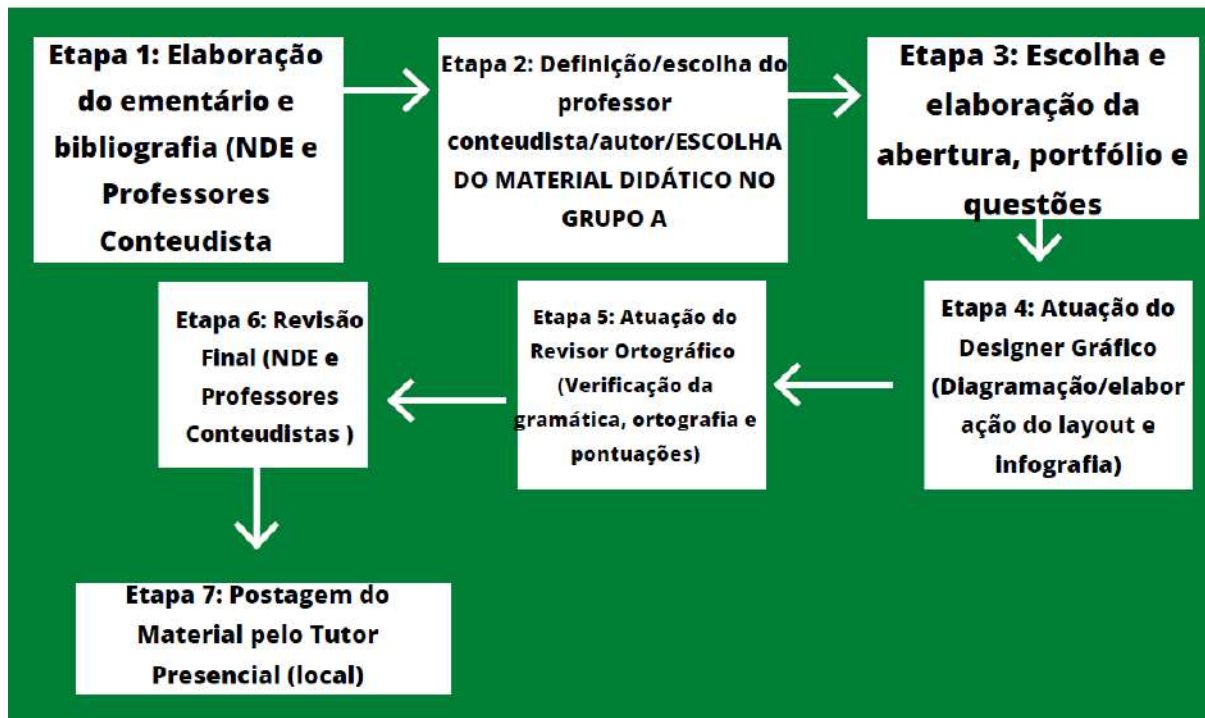 Etapa 1: Elaboração
do ementário e
bibliografia (NDE e
Professores
Conteudista
Etapa 2: Definição/escolha do
professor
conteudista/autor/ESCOLHA
DO MATERIAL DIDÁTICO NO
GRUPO A
Etapa 3: Escolha e
elaboração da
abertura, portfólio e
questões
Etapa 4: Atuação do
Designer Gráfico
(Diagramação/elabor
ação do layout e
infografia)
Etapa 5: Atuação do
Revisor Ortográfico
(Verificação da
gramática, ortografia e
pontuações)
Etapa 6: Revisão
Final (NDE e
Professores
Conteudistas )
Etapa 7: Postagem do
Material pelo Tutor
Presencial (local)